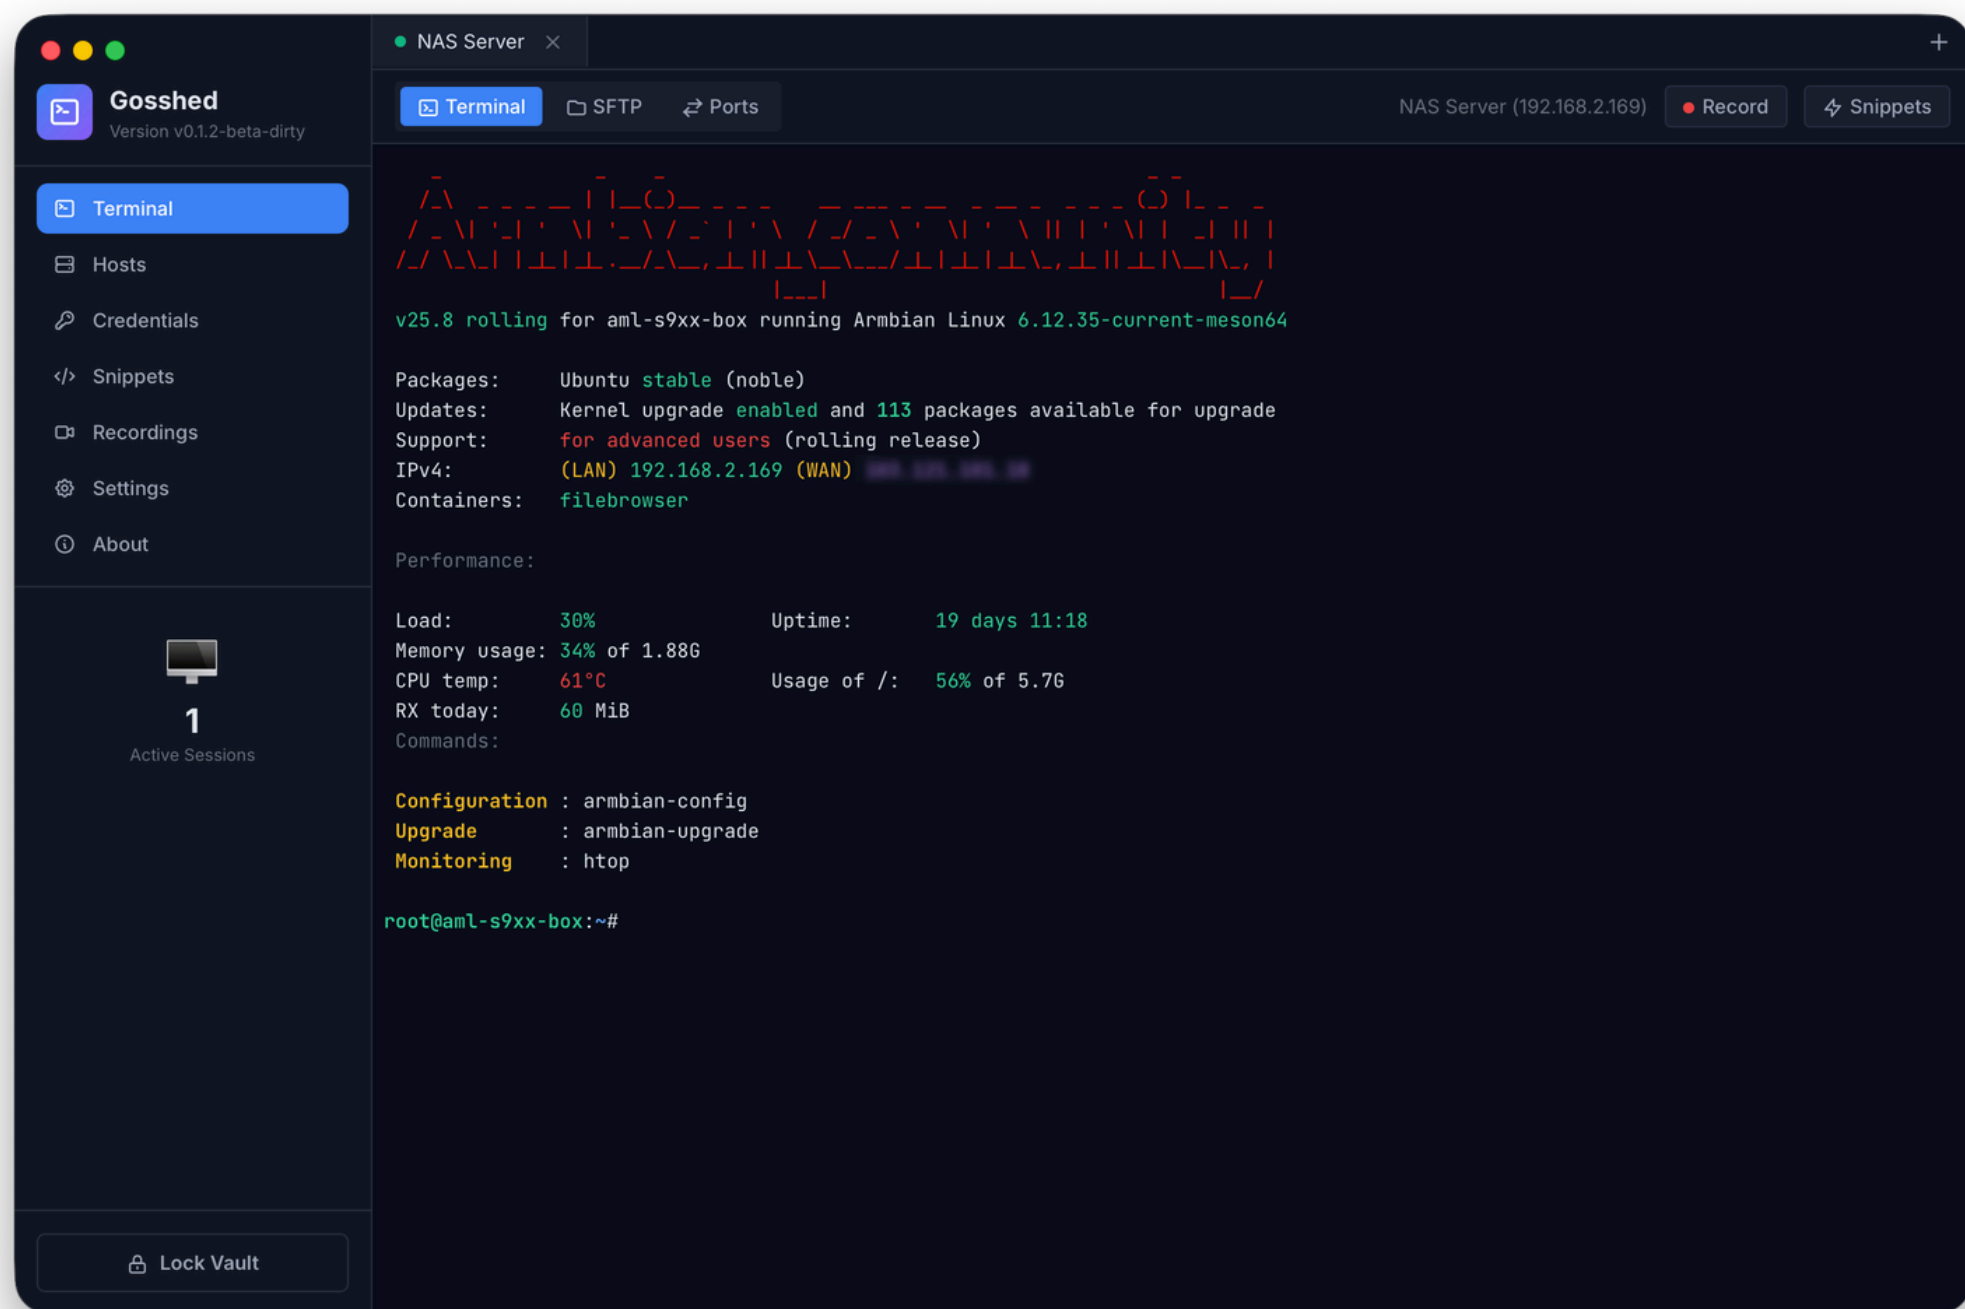 NAS Server
Gosshed
Version v0.1.2-beta-dirty
Terminal
Hosts
Credentials
Snippets
Recordings
Settings
About
1
Active Sessions
Lock Vault
Terminal
SFTP
Ports
NAS Server (192.168.2.169)
Record
Snippets
Armbian community
v25.8 rolling for aml-s9xx-box running Armbian Linux 6.12.35-current-meson64
Packages: Ubuntu stable (noble)
Updates: Kernel upgrade enabled and 113 packages available for upgrade
Support: for advanced users (rolling release)
IPv4: (LAN) 192.168.2.169 (WAN)
Containers: filebrowser
Performance:
Load: 30% Uptime: 19 days 11:18
Memory usage: 34% of 1.88G
CPU temp: 61°C Usage of /: 56% of 5.7G
RX today: 60 MiB
Commands:
Configuration : armbian-config
Upgrade : armbian-upgrade
Monitoring : htop
root@aml-s9xx-box:~#